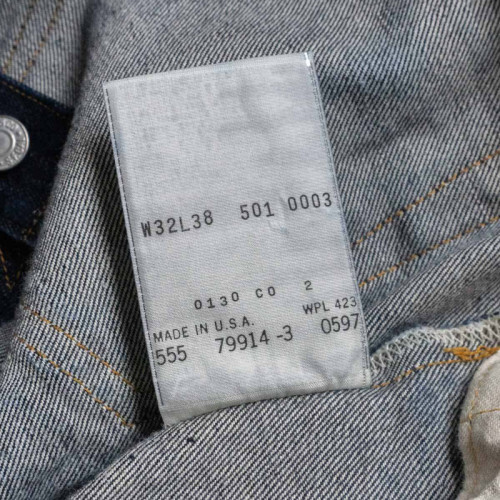 W32L38 501 0003
0130 CO 2
MADE IN U.S.A. WPL 423
555 79914 -3 0597